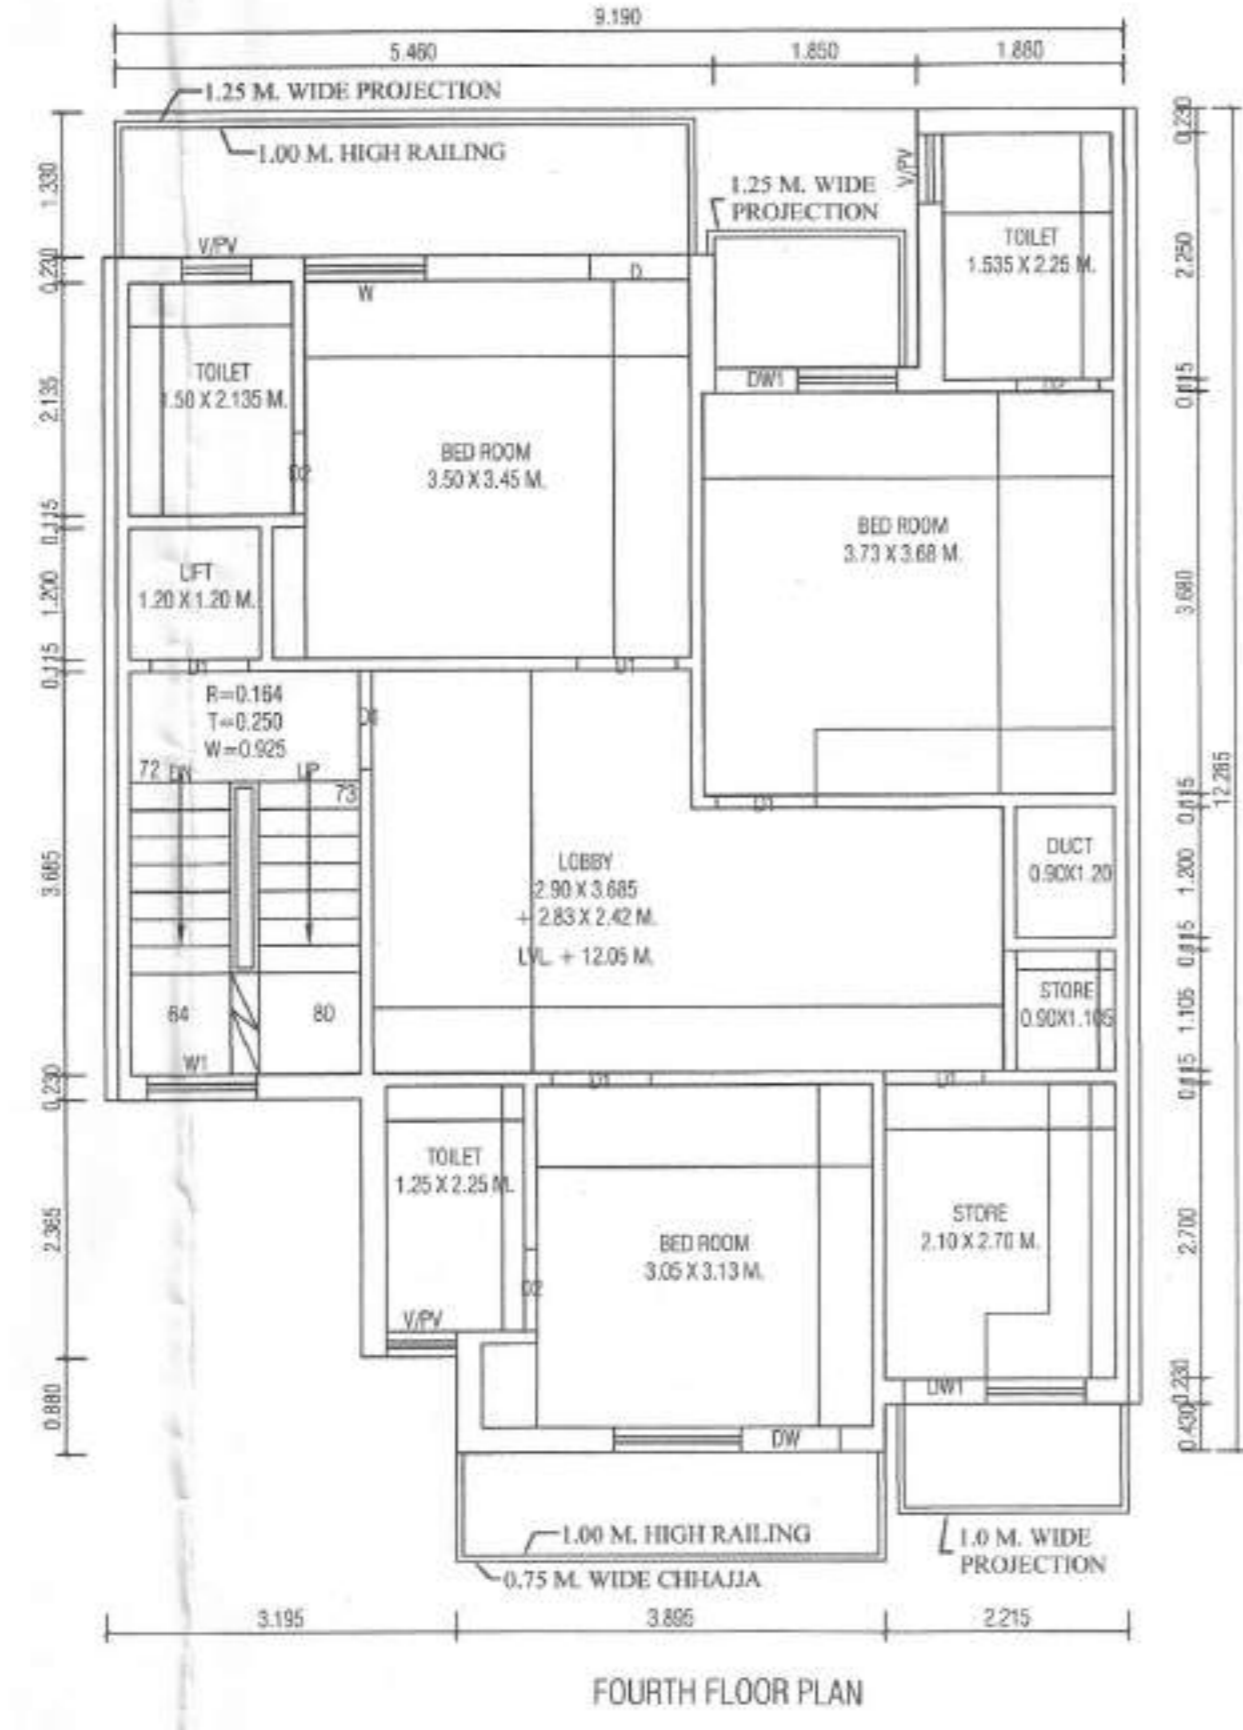 9.190
5.460
1.850
1.880
1.25 M. WIDE PROJECTION
1.00 M. HIGH RAILING
1.25 M. WIDE
PROJECTION
V/PV
TOILET
1.535 X 2.25 M.
V/PV
W
D
DW1
TOILET
1.50 X 2.135 M.
D2
BED ROOM
3.50 X 3.45 M.
BED ROOM
3.73 X 3.68 M.
LIFT
1.20 X 1.20 M.
D1
D1
R=0.164
T=0.250
W=0.925
72 DN
UP
73
D1
LOBBY
2.90 X 3.685
+ 2.83 X 2.42 M.
LVL. + 12.05 M.
DUCT
0.90X1.20
STORE
0.90X1.105
64
80
W1
D1
D1
TOILET
1.25 X 2.25 M.
D2
V/PV
BED ROOM
3.05 X 3.13 M.
STORE
2.10 X 2.70 M.
DW1
DW
1.00 M. HIGH RAILING
0.75 M. WIDE CHHAJJA
1.0 M. WIDE
PROJECTION
1.330
0.230
2.135
0.115
1.200
0.115
3.685
0.230
2.365
0.880
0.230
2.250
0.115
3.680
0.115
1.200
0.115
1.105
0.115
2.700
0.230
0.430
12.265
3.195
3.895
2.215
FOURTH FLOOR PLAN